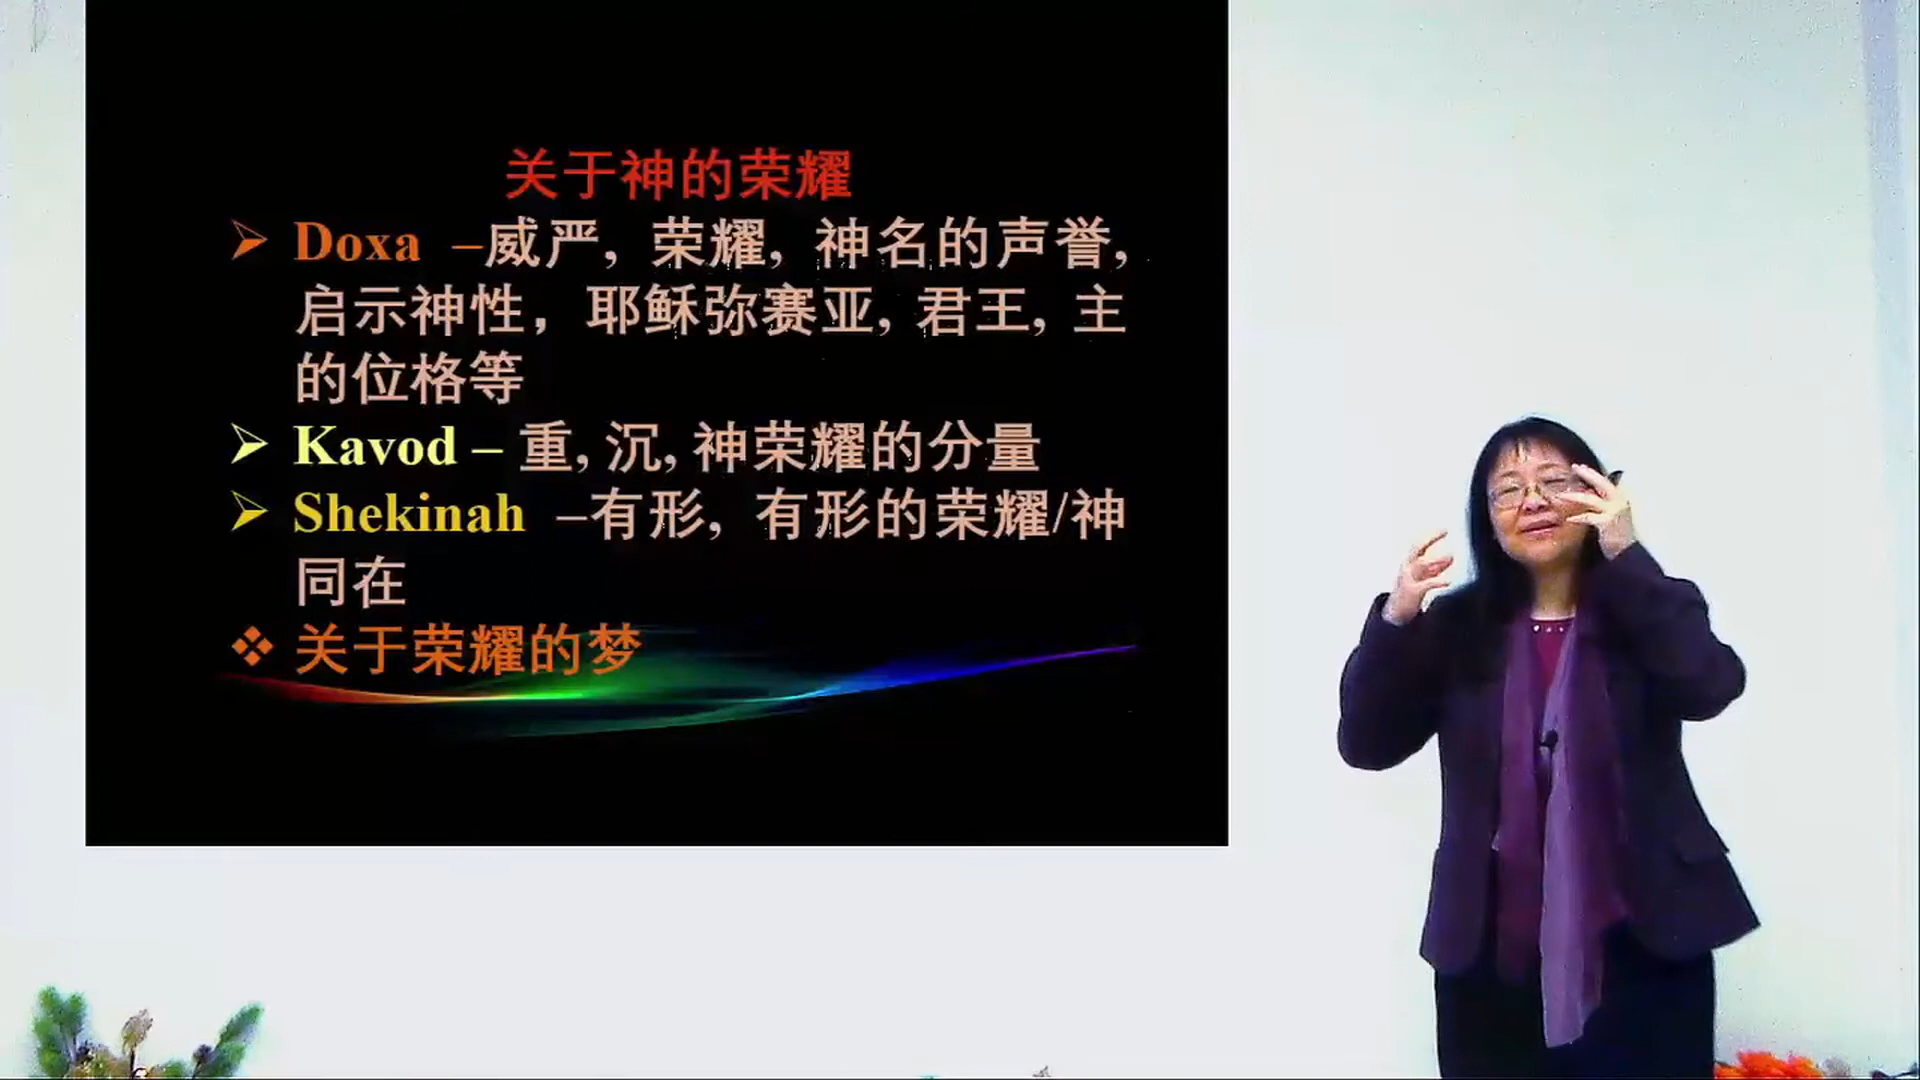 关于神的荣耀
Doxa –威严, 荣耀, 神名的声誉,
启示神性，耶稣弥赛亚, 君王, 主
的位格等
Kavod – 重, 沉, 神荣耀的分量
Shekinah –有形, 有形的荣耀/神
同在
关于荣耀的梦